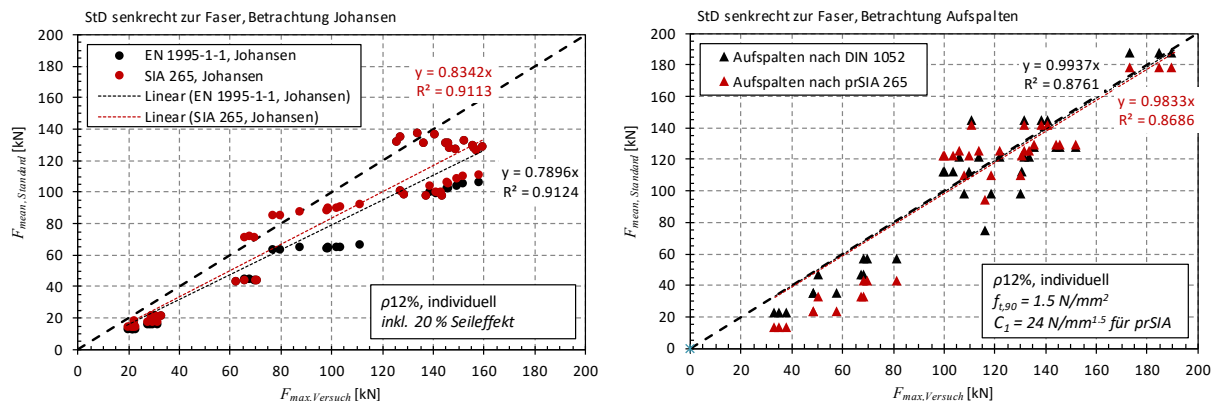 StD senkrecht zur Faser, Betrachtung Johansen
200
180
160
140
120
100
80
60
40
20
0
0 20 40 60 80 100 120 140 160 180 200
F_mean,Standard [kN]
F_max,Versuch [kN]
EN 1995-1-1, Johansen
SIA 265, Johansen
Linear (EN 1995-1-1, Johansen)
Linear (SIA 265, Johansen)
y = 0.8342x
R² = 0.9113
y = 0.7896x
R² = 0.9124
ρ12%, individuell
inkl. 20 % Seileffekt
StD senkrecht zur Faser, Betrachtung Aufspalten
200
180
160
140
120
100
80
60
40
20
0
0 20 40 60 80 100 120 140 160 180 200
F_mean,Standard [kN]
F_max,Versuch [kN]
Aufspalten nach DIN 1052
Aufspalten nach prSIA 265
y = 0.9937x
R² = 0.8761
y = 0.9833x
R² = 0.8686
ρ12%, individuell
f_t,90 = 1.5 N/mm²
C₁ = 24 N/mm^1.5 für prSIA